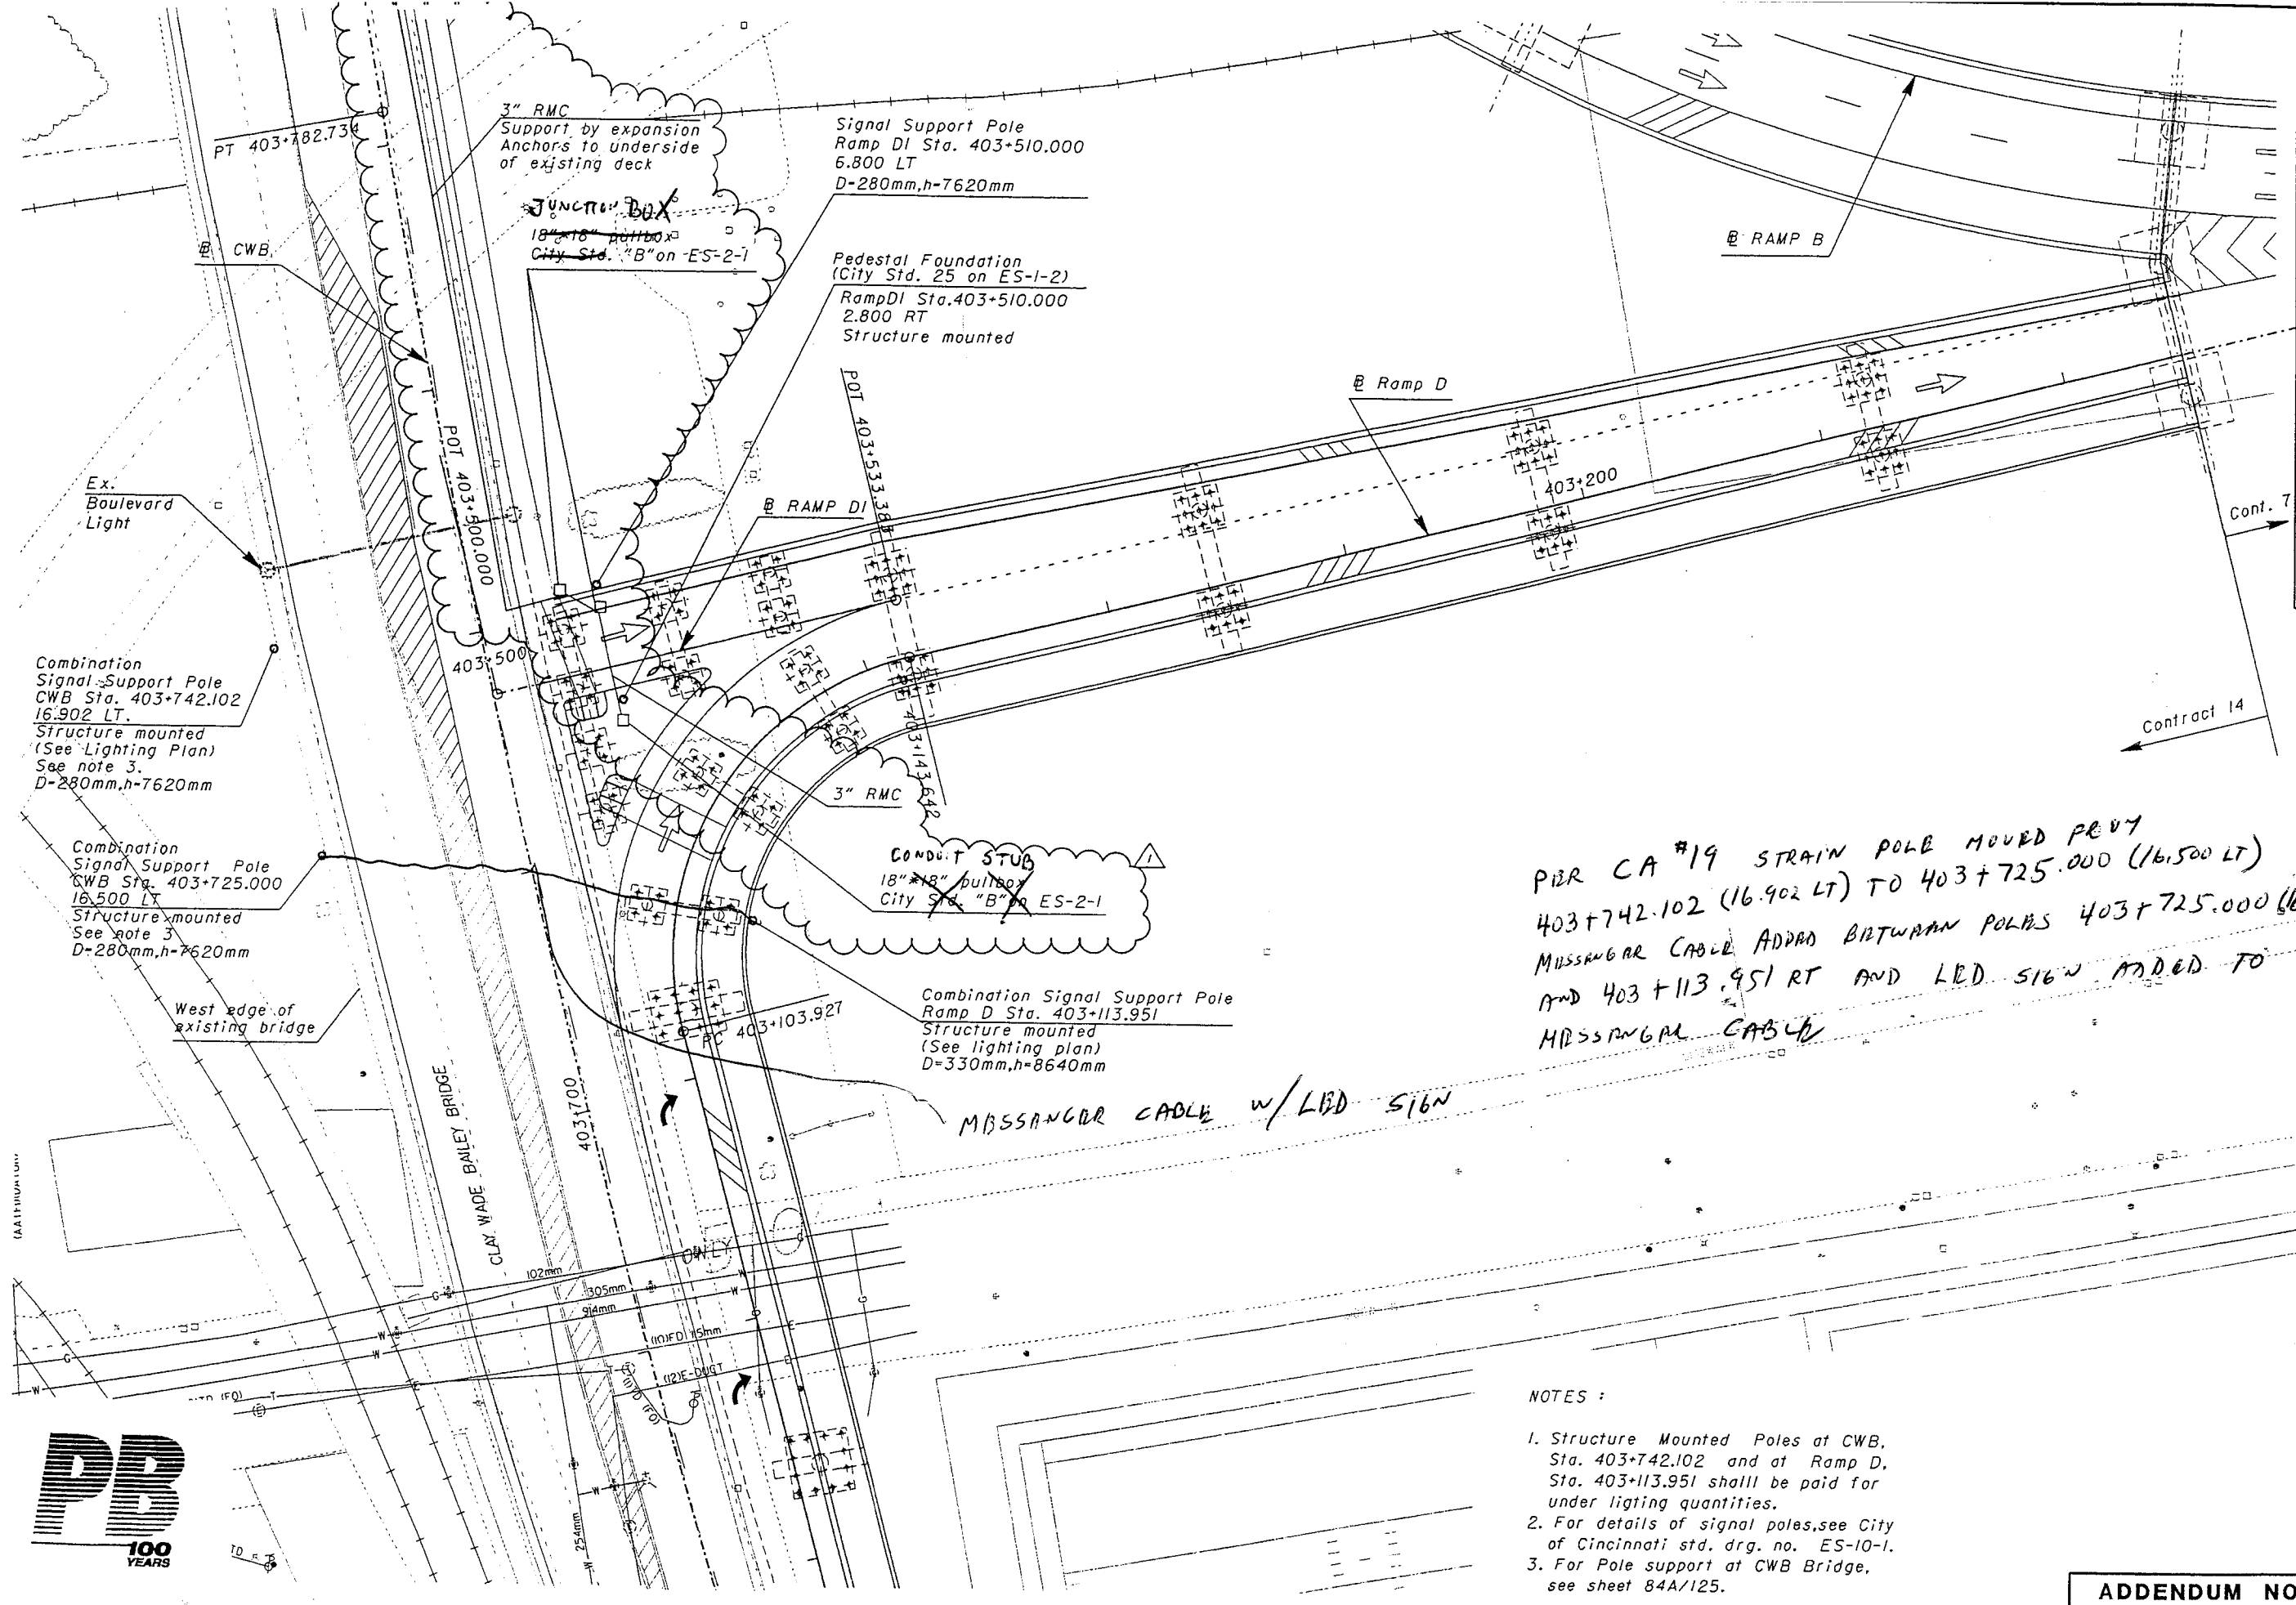 3" RMC
Support by expansion
Anchors to underside
of existing deck
PT 403+782.734
JUNCTION BOX
18"x18" pullbox
City Std. "B" on ES-2-1
Signal Support Pole
Ramp D1 Sta. 403+510.000
6.800 LT
D-280mm,h-7620mm
Pedestal Foundation
(City Std. 25 on ES-1-2)
RampD1 Sta.403+510.000
2.800 RT
Structure mounted
℄ CWB
℄ RAMP B
℄ Ramp D
℄ RAMP D1
POT 403+500.000
POT 403+533.383
403+200
Cont. 7
Ex.
Boulevard
Light
403+500
Contract 14
Combination
Signal Support Pole
CWB Sta. 403+742.102
16.902 LT.
Structure mounted
(See Lighting Plan)
See note 3.
D-280mm,h-7620mm
403+143.642
3" RMC
Combination
Signal Support Pole
CWB Sta. 403+725.000
16.500 LT
Structure mounted
See note 3
D-280mm,h-7620mm
CONDUIT STUB
1
18"x18" pullbox
City Std. "B" on ES-2-1
PER CA #19 STRAIN POLE MOVED FROM
403+742.102 (16.902 LT) TO 403+725.000 (16.500 LT)
MESSENGER CABLE ADDED BETWEEN POLES 403+725.000
AND 403+113.951 RT AND LED SIGN ADDED TO
MESSANGER CABLE
West edge of
existing bridge
Combination Signal Support Pole
Ramp D Sta. 403+113.951
Structure mounted
(See lighting plan)
D=330mm,h=8640mm
PC 403+103.927
MESSANGER CABLE W/LED SIGN
CLAY WADE BAILEY BRIDGE
403+700
ONLY
102mm
305mm
914mm
(12)E-DUCT
254mm
PB
100
YEARS
NOTES :
1. Structure Mounted Poles at CWB,
Sta. 403+742.102 and at Ramp D,
Sta. 403+113.951 shalll be paid for
under ligting quantities.
2. For details of signal poles,see City
of Cincinnati std. drg. no. ES-10-1.
3. For Pole support at CWB Bridge,
see sheet 84A/125.
ADDENDUM NO